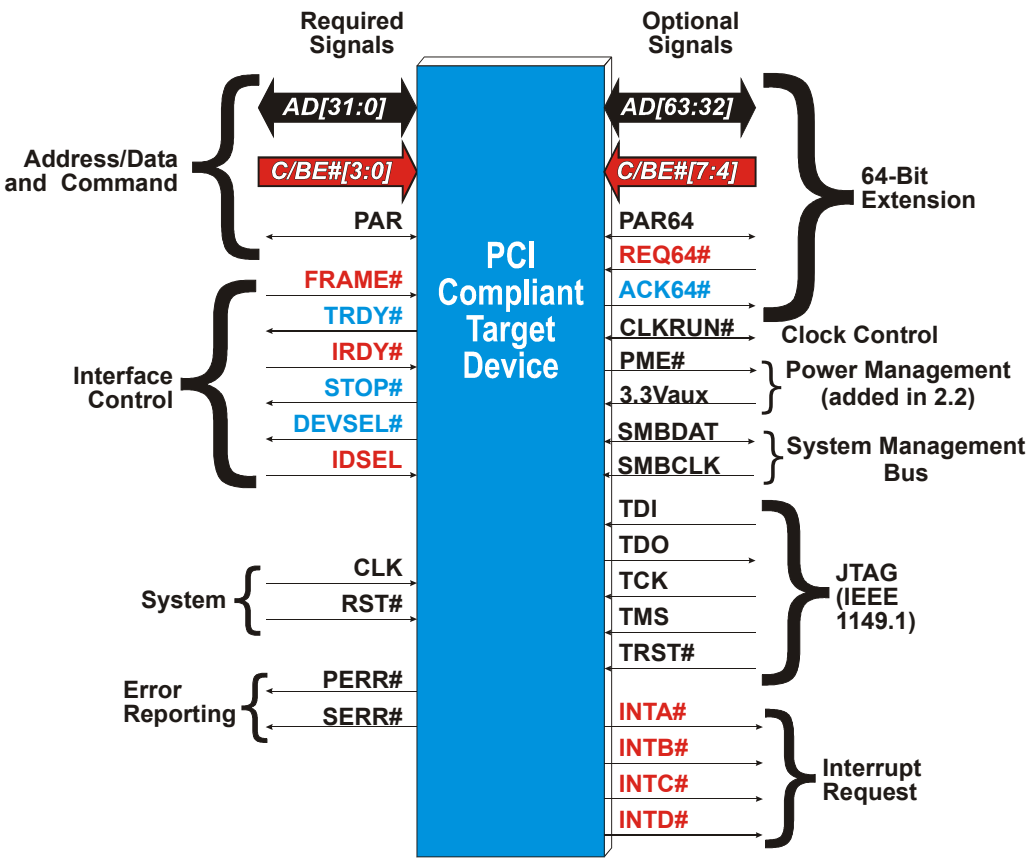 Required
Signals
Optional
Signals
Address/Data
and Command
AD[31:0]
C/BE#[3:0]
PAR
Interface
Control
FRAME#
TRDY#
IRDY#
STOP#
DEVSEL#
IDSEL
System
CLK
RST#
Error
Reporting
PERR#
SERR#
PCI
Compliant
Target
Device
AD[63:32]
C/BE#[7:4]
PAR64
REQ64#
ACK64#
64-Bit
Extension
CLKRUN#
Clock Control
PME#
3.3Vaux
Power Management
(added in 2.2)
SMBDAT
SMBCLK
System Management
Bus
TDI
TDO
TCK
TMS
TRST#
JTAG
(IEEE
1149.1)
INTA#
INTB#
INTC#
INTD#
Interrupt
Request